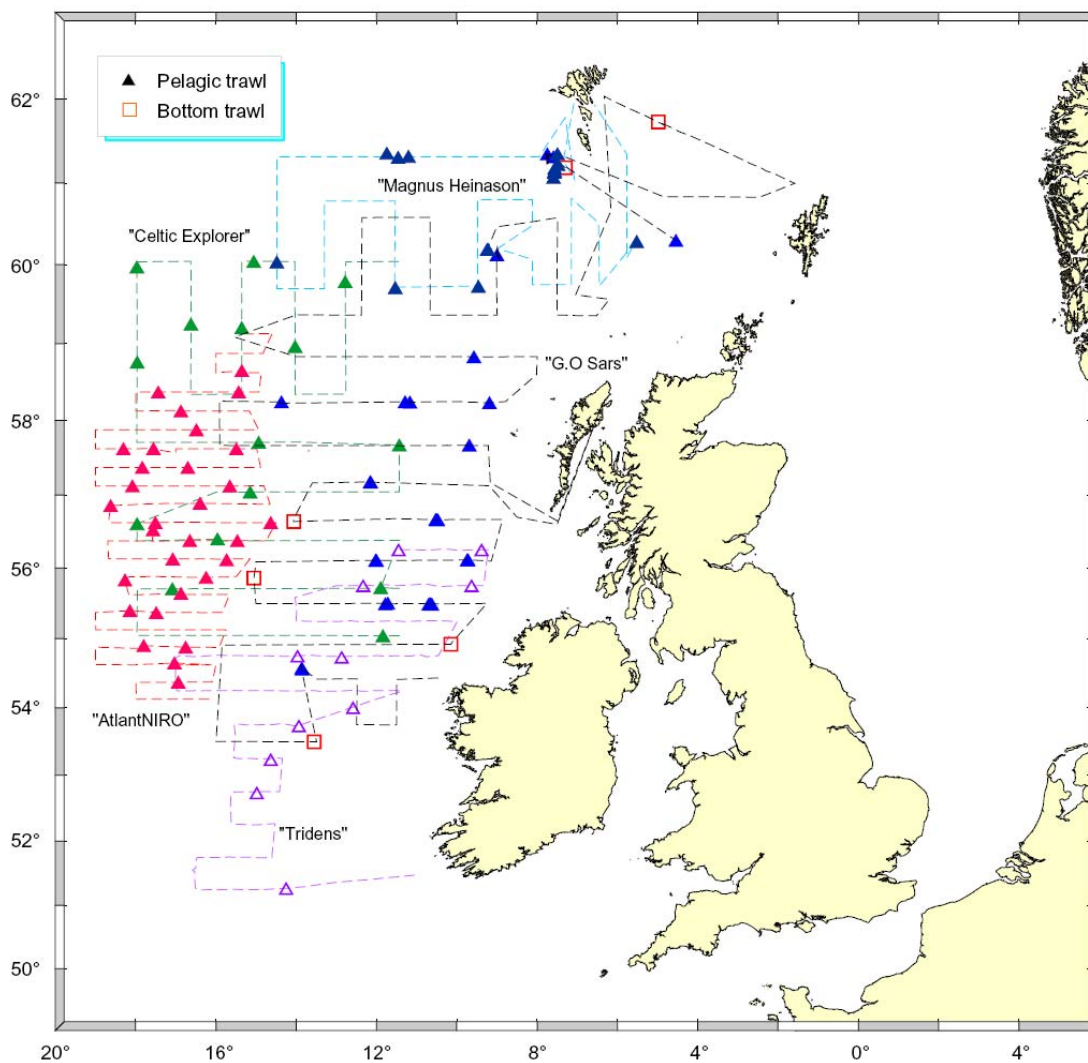 62°
60°
58°
56°
54°
52°
50°
Pelagic trawl
Bottom trawl
"Magnus Heinason"
"Celtic Explorer"
"G.O Sars"
"AtlantNIRO"
"Tridens"
20° 16° 12° 8° 4° 0° 4°